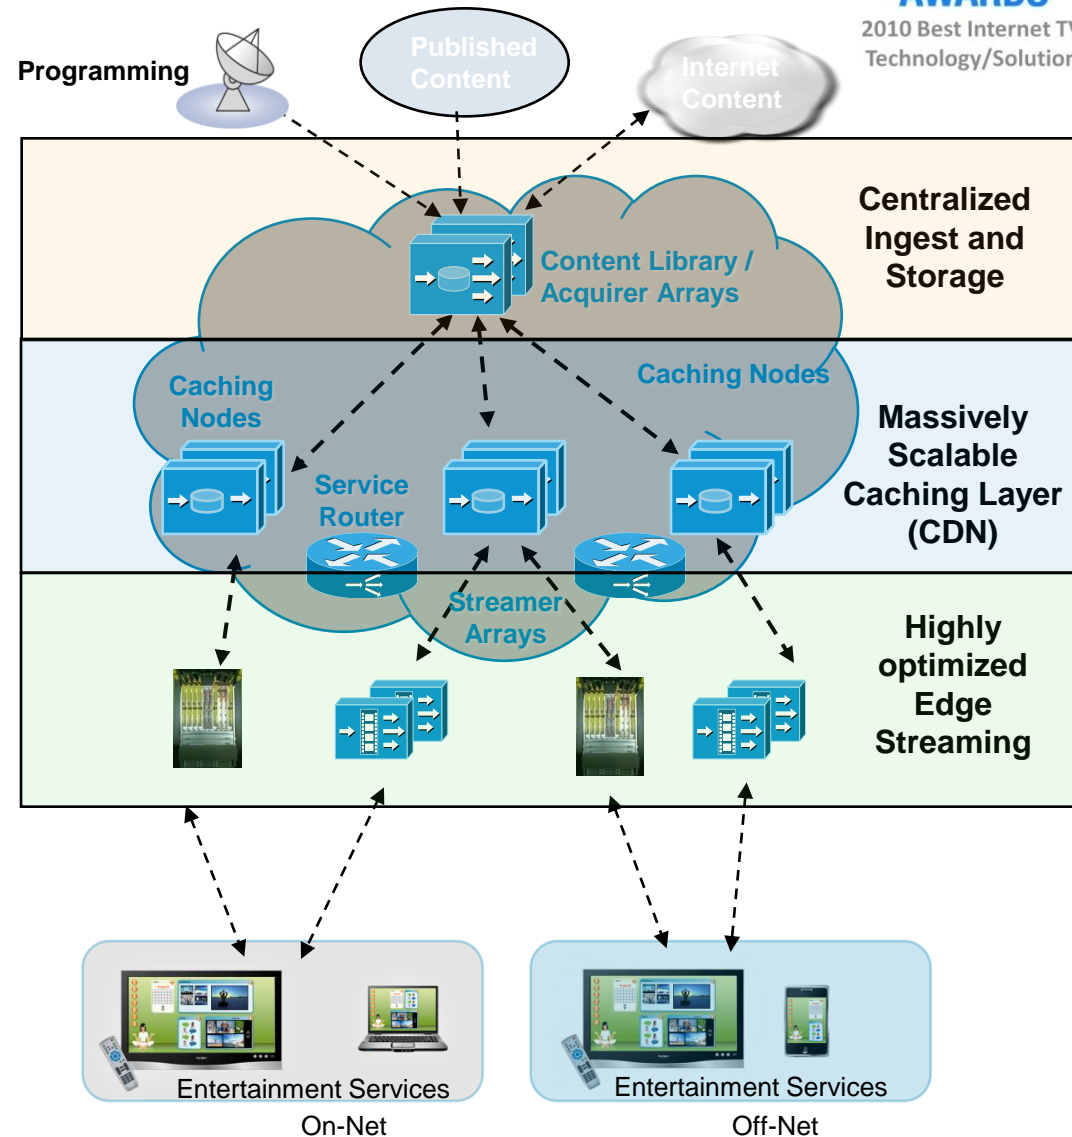 AWARDS
2010 Best Internet TV
Technology/Solution
Programming
Published
Content
Internet
Content
Centralized
Ingest and
Storage
Content Library /
Acquirer Arrays
Caching
Nodes
Caching Nodes
Massively
Scalable
Caching Layer
(CDN)
Service
Router
Streamer
Arrays
Highly
optimized
Edge
Streaming
Entertainment Services
On-Net
Entertainment Services
Off-Net